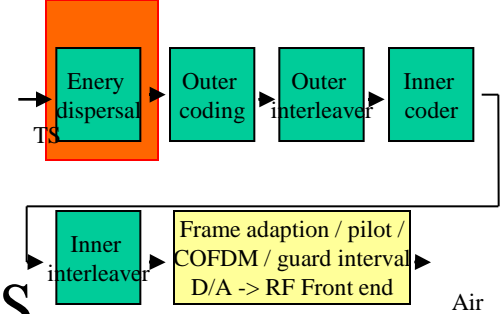 Enery
dispersal
TS
Outer
coding
Outer
interleaver
Inner
coder
Inner
interleaver
Frame adaption / pilot /
COFDM / guard interval
D/A -> RF Front end
S
Air